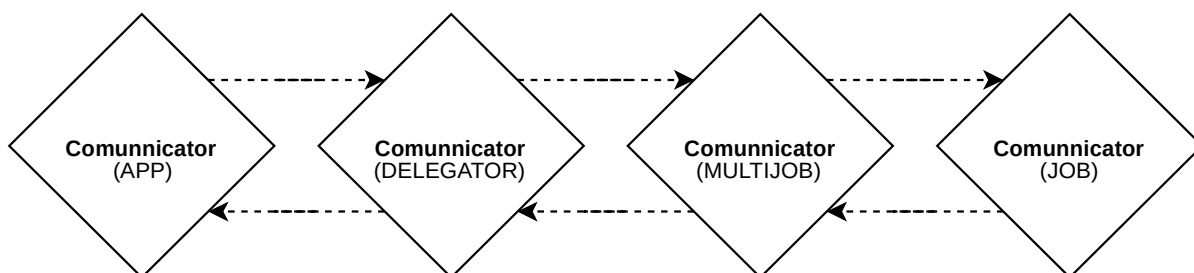 Comunnicator
(APP)
Comunnicator
(DELEGATOR)
Comunnicator
(MULTIJOB)
Comunnicator
(JOB)